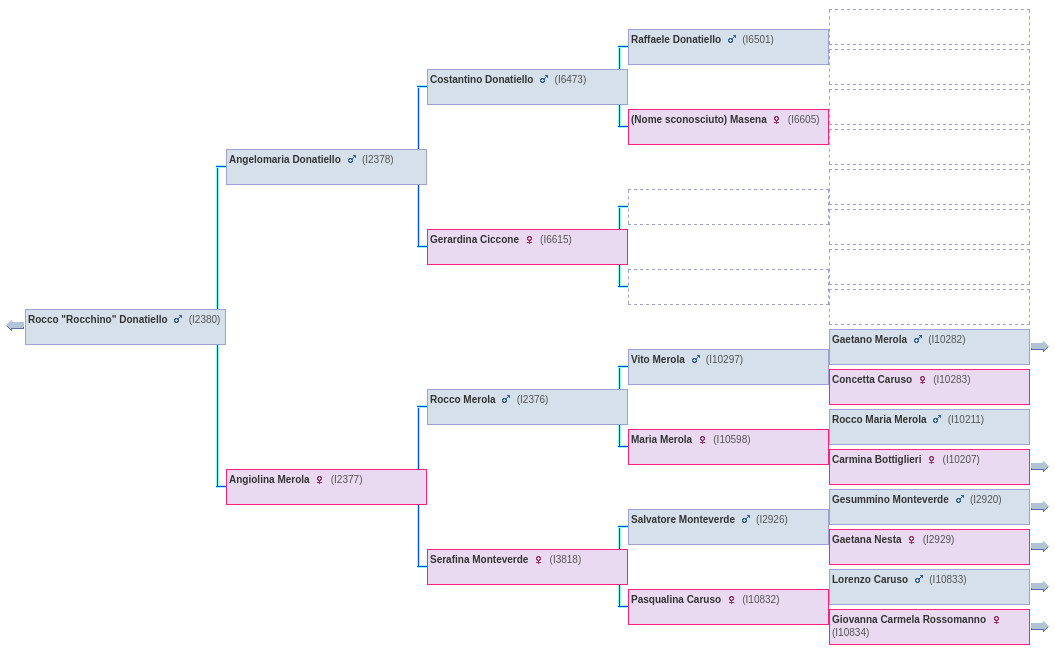 Raffaele Donatiello ♂ (I6501)
Costantino Donatiello ♂ (I6473)
(Nome sconosciuto) Masena ♀ (I6605)
Angelomaria Donatiello ♂ (I2378)
Gerardina Ciccone ♀ (I6615)
Rocco "Rocchino" Donatiello ♂ (I2380)
Gaetano Merola ♂ (I10282)
Vito Merola ♂ (I10297)
Concetta Caruso ♀ (I10283)
Rocco Merola ♂ (I2376)
Rocco Maria Merola ♂ (I10211)
Maria Merola ♀ (I10598)
Carmina Bottiglieri ♀ (I10207)
Angiolina Merola ♀ (I2377)
Gesummino Monteverde ♂ (I2920)
Salvatore Monteverde ♂ (I2926)
Gaetana Nesta ♀ (I2929)
Serafina Monteverde ♀ (I3818)
Lorenzo Caruso ♂ (I10833)
Pasqualina Caruso ♀ (I10832)
Giovanna Carmela Rossomanno ♀
(I10834)